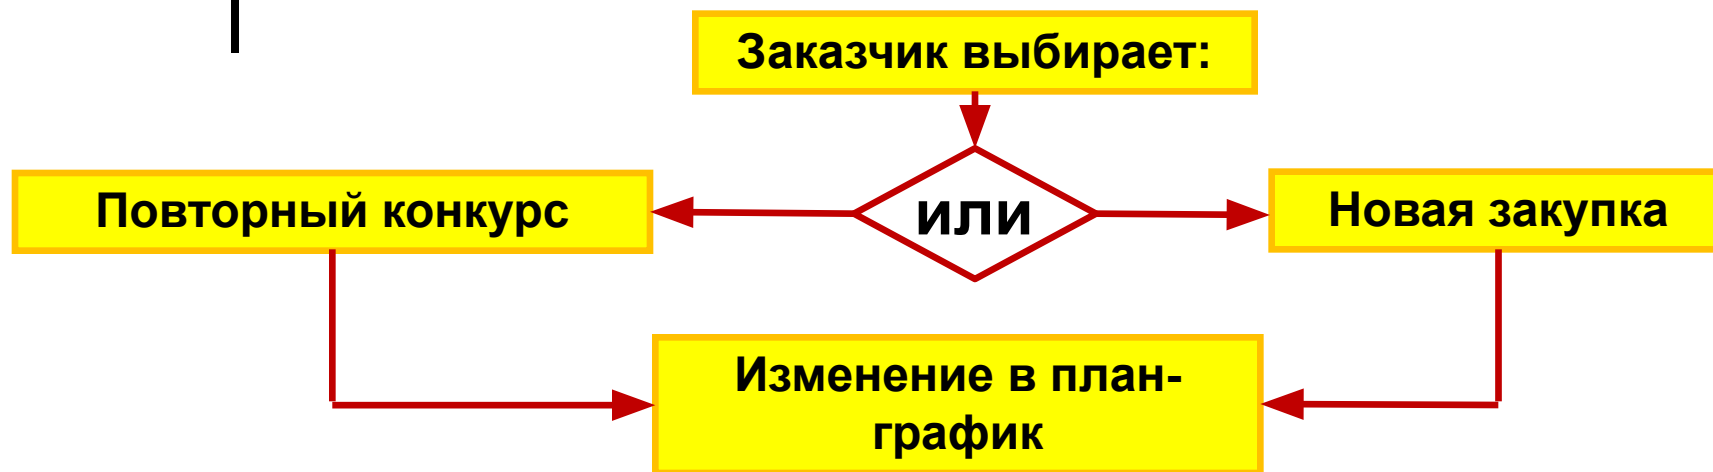 Заказчик выбирает:
Повторный конкурс
или
Новая закупка
Изменение в план-
график